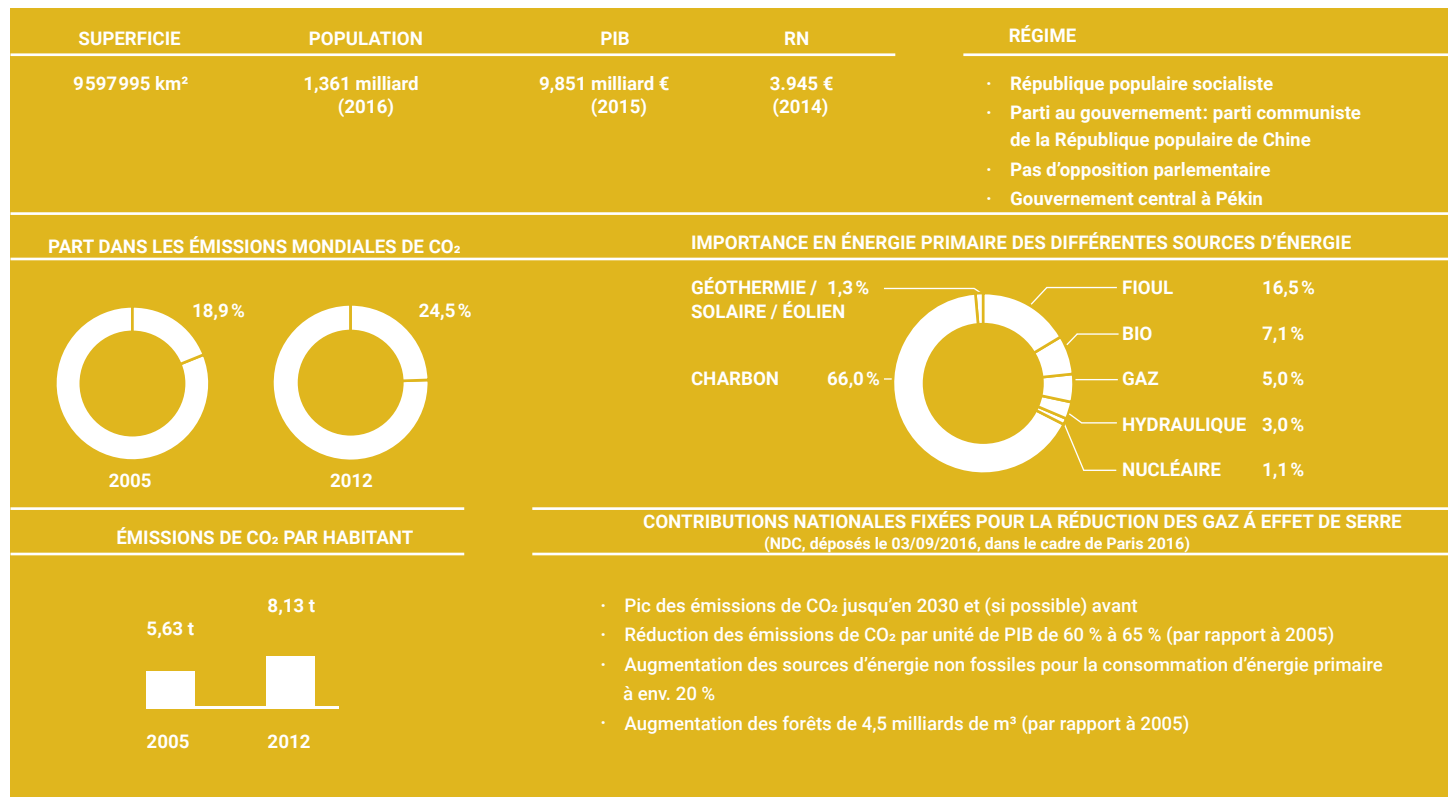 SUPERFICIE
9 597 995 km²
POPULATION
1,361 milliard
(2016)
PIB
9,851 milliard €
(2015)
RN
3.945 €
(2014)
RÉGIME
· République populaire socialiste
· Parti au gouvernement: parti communiste
de la République populaire de Chine
· Pas d’opposition parlementaire
· Gouvernement central à Pékin
PART DANS LES ÉMISSIONS MONDIALES DE CO₂
18,9 %
2005
24,5 %
2012
IMPORTANCE EN ÉNERGIE PRIMAIRE DES DIFFÉRENTES SOURCES D’ÉNERGIE
GÉOTHERMIE / 1,3 %
SOLAIRE / ÉOLIEN
CHARBON 66,0 %
FIOUL 16,5 %
BIO 7,1 %
GAZ 5,0 %
HYDRAULIQUE 3,0 %
NUCLÉAIRE 1,1 %
ÉMISSIONS DE CO₂ PAR HABITANT
5,63 t
8,13 t
2005
2012
CONTRIBUTIONS NATIONALES FIXÉES POUR LA RÉDUCTION DES GAZ Á EFFET DE SERRE
(NDC, déposés le 03/09/2016, dans le cadre de Paris 2016)
· Pic des émissions de CO₂ jusqu’en 2030 et (si possible) avant
· Réduction des émissions de CO₂ par unité de PIB de 60 % à 65 % (par rapport à 2005)
· Augmentation des sources d’énergie non fossiles pour la consommation d’énergie primaire
à env. 20 %
· Augmentation des forêts de 4,5 milliards de m³ (par rapport à 2005)